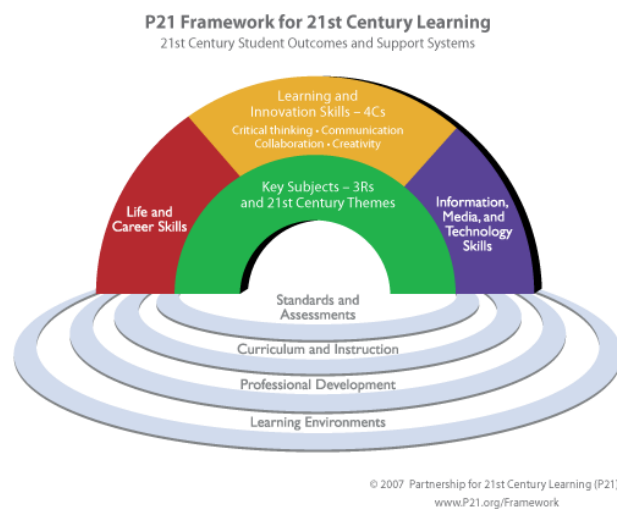 P21 Framework for 21st Century Learning
21st Century Student Outcomes and Support Systems
Learning and
Innovation Skills – 4Cs
Critical thinking • Communication
Collaboration • Creativity
Key Subjects – 3Rs
and 21st Century Themes
Life and
Career Skills
Information,
Media, and
Technology
Skills
Standards and
Assessments
Curriculum and Instruction
Professional Development
Learning Environments
© 2007 Partnership for 21st Century Learning (P21)
www.P21.org/Framework